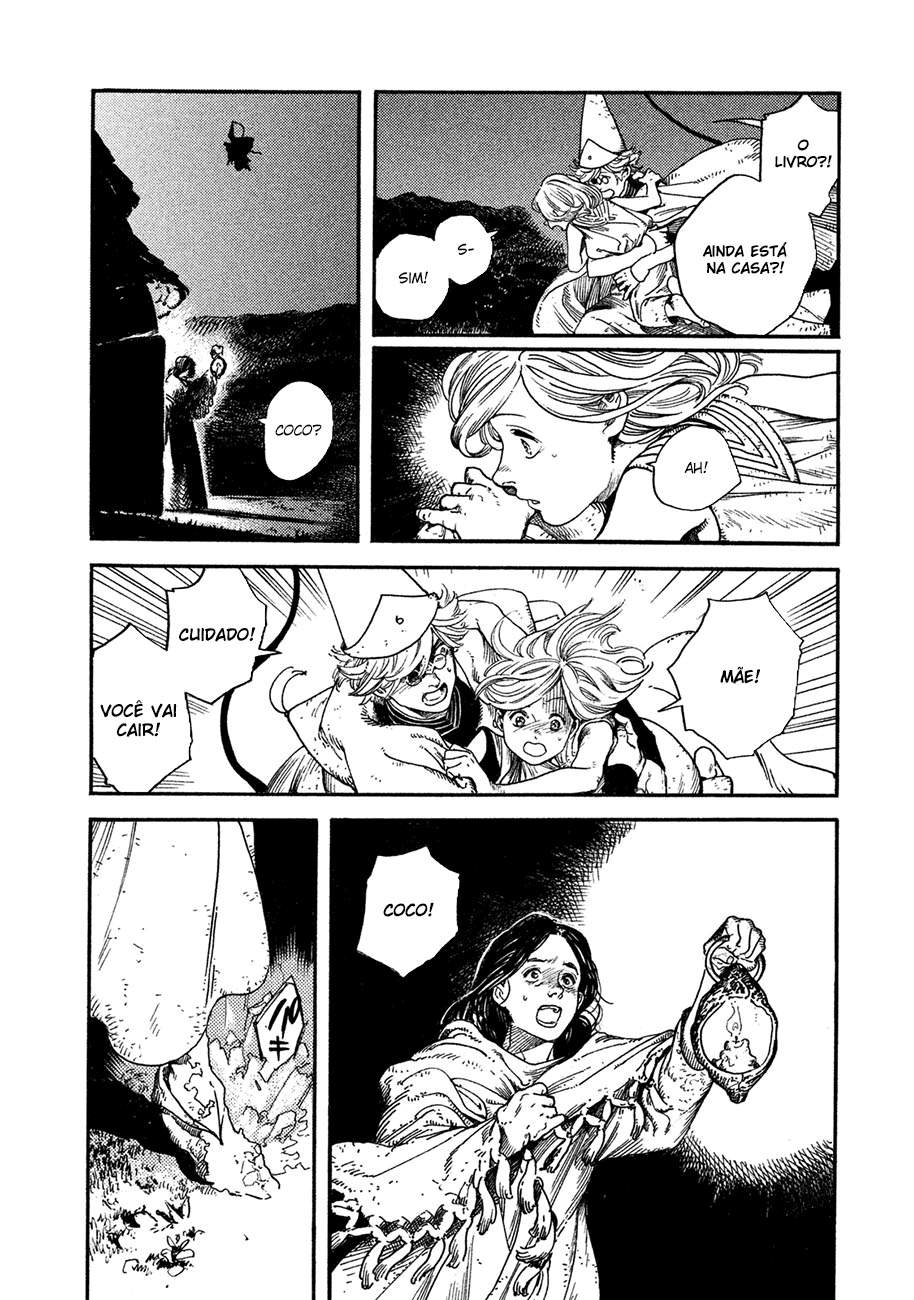 O
LIVRO?!
AINDA ESTÁ
NA CASA?!
S-
SIM!
AH!
COCO?
MÃE!
CUIDADO!
VOCÊ VAI
CAIR!
COCO!